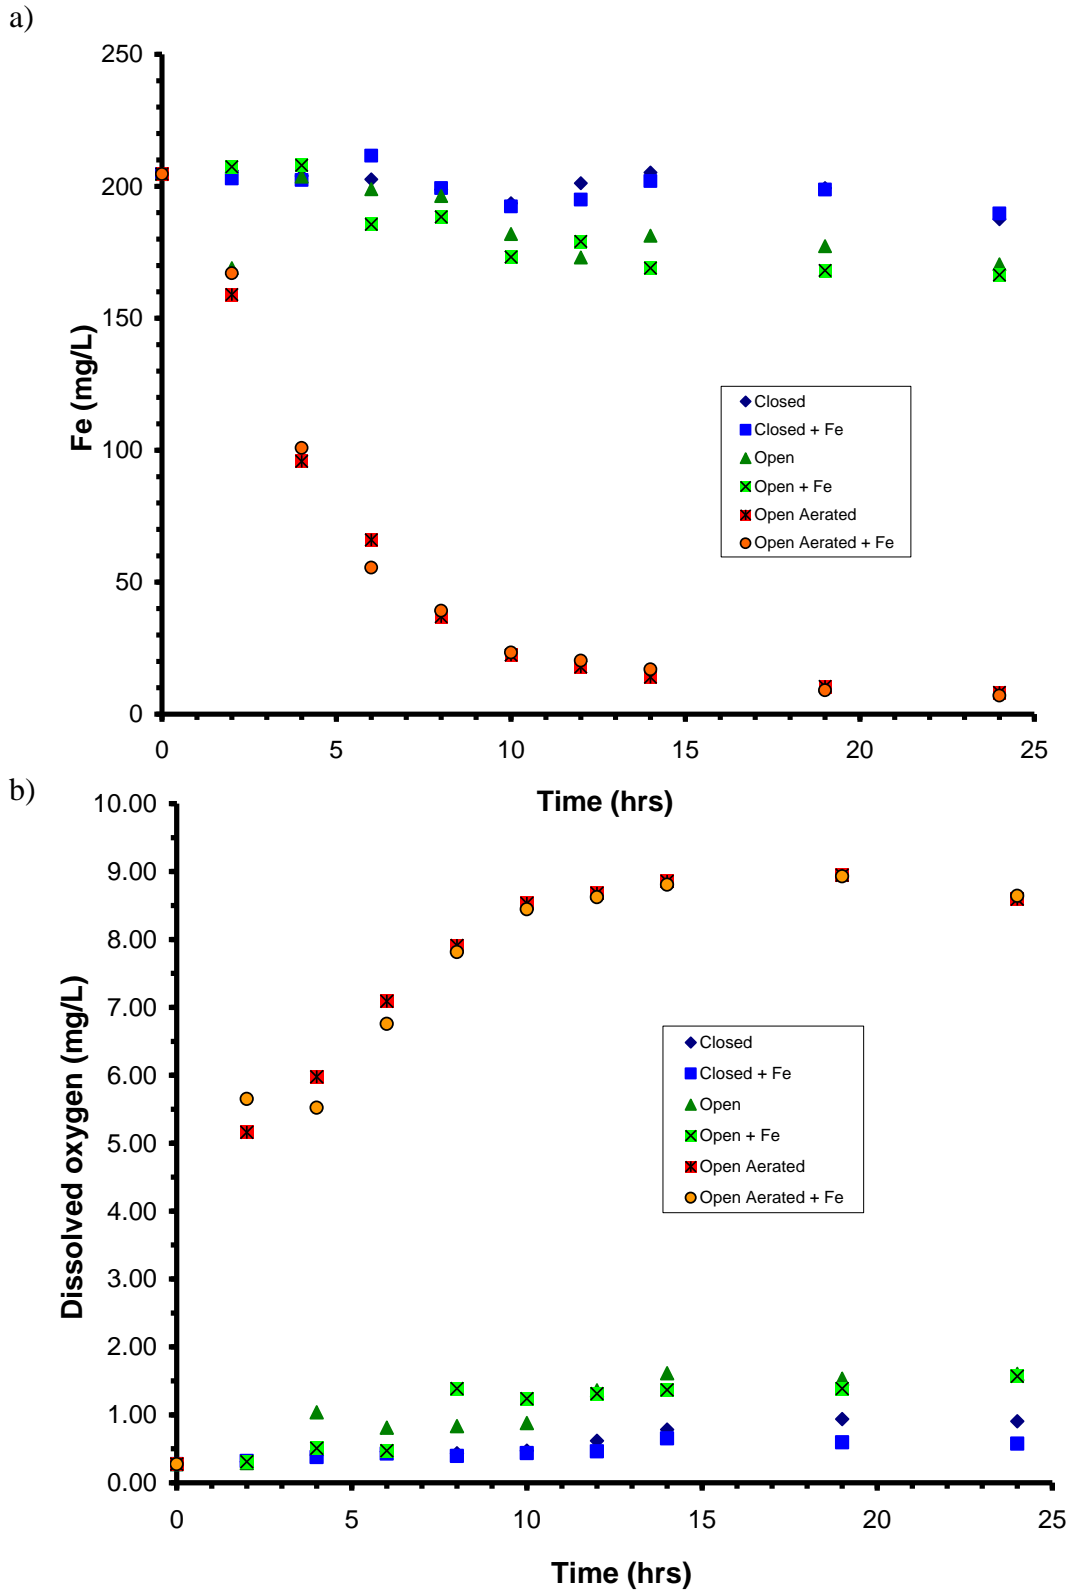 a)
250
200
150
100
50
0
Fe (mg/L)
Closed
Closed + Fe
Open
Open + Fe
Open Aerated
Open Aerated + Fe
0 5 10 15 20 25
Time (hrs)
b)
10.00
9.00
8.00
7.00
6.00
5.00
4.00
3.00
2.00
1.00
0.00
Dissolved oxygen (mg/L)
Closed
Closed + Fe
Open
Open + Fe
Open Aerated
Open Aerated + Fe
0 5 10 15 20 25
Time (hrs)